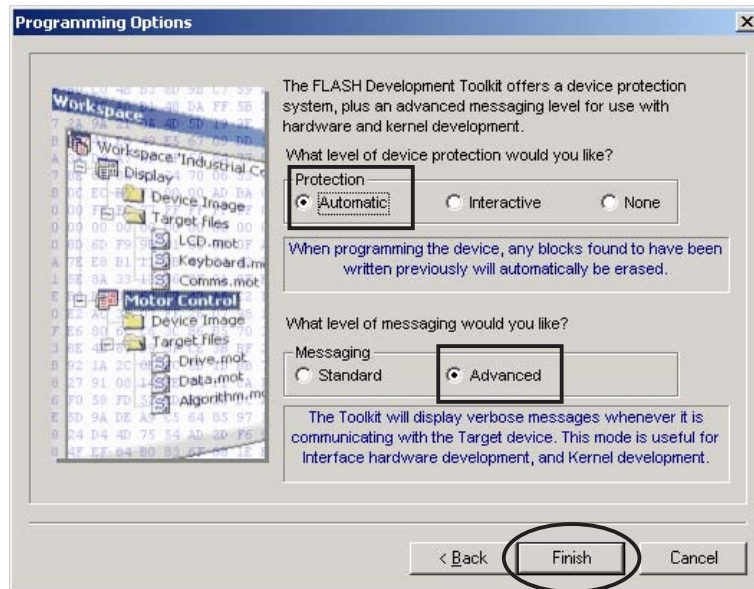 Programming Options
Workspace
Workspace 'Industrial Co
Display
Device Image
Target files
LCD.mot
Keyboard.m
Comms.mot
Motor Control
Device Image
Target files
Drive.mot
Data.mot
Algorithm.mo
The FLASH Development Toolkit offers a device protection
system, plus an advanced messaging level for use with
hardware and kernel development.
What level of device protection would you like?
Protection
Automatic Interactive None
When programming the device, any blocks found to have been
written previously will automatically be erased.
What level of messaging would you like?
Messaging
Standard Advanced
The Toolkit will display verbose messages whenever it is
communicating with the Target device. This mode is useful for
Interface hardware development, and Kernel development.
< Back Finish Cancel